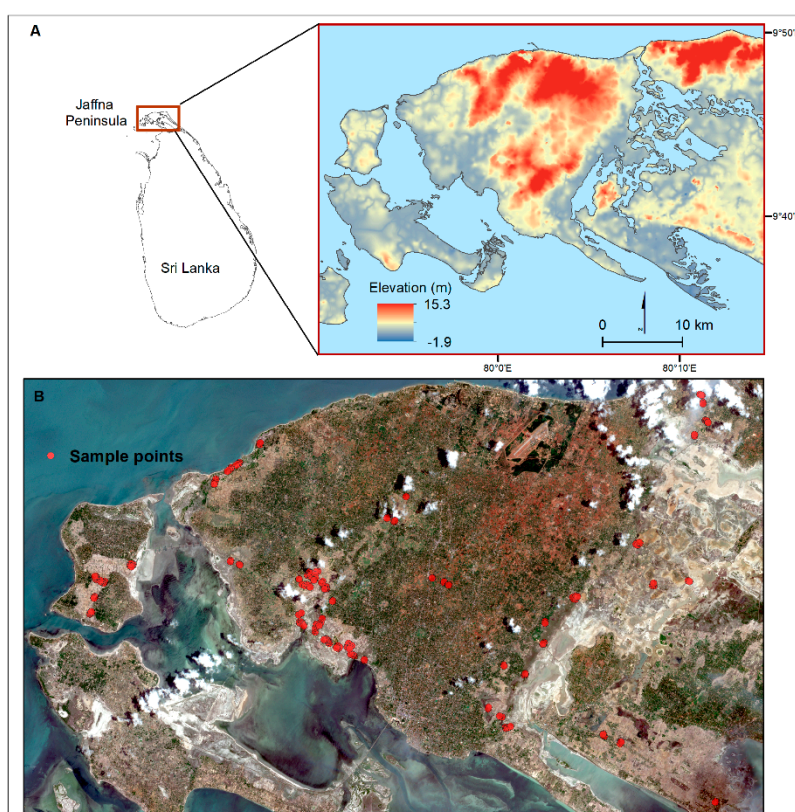 A
Jaffna
Peninsula
Sri Lanka
Elevation (m)
15.3
-1.9
N
0 10 km
9°50'
9°40'
80°0'E
80°10'E
B
Sample points